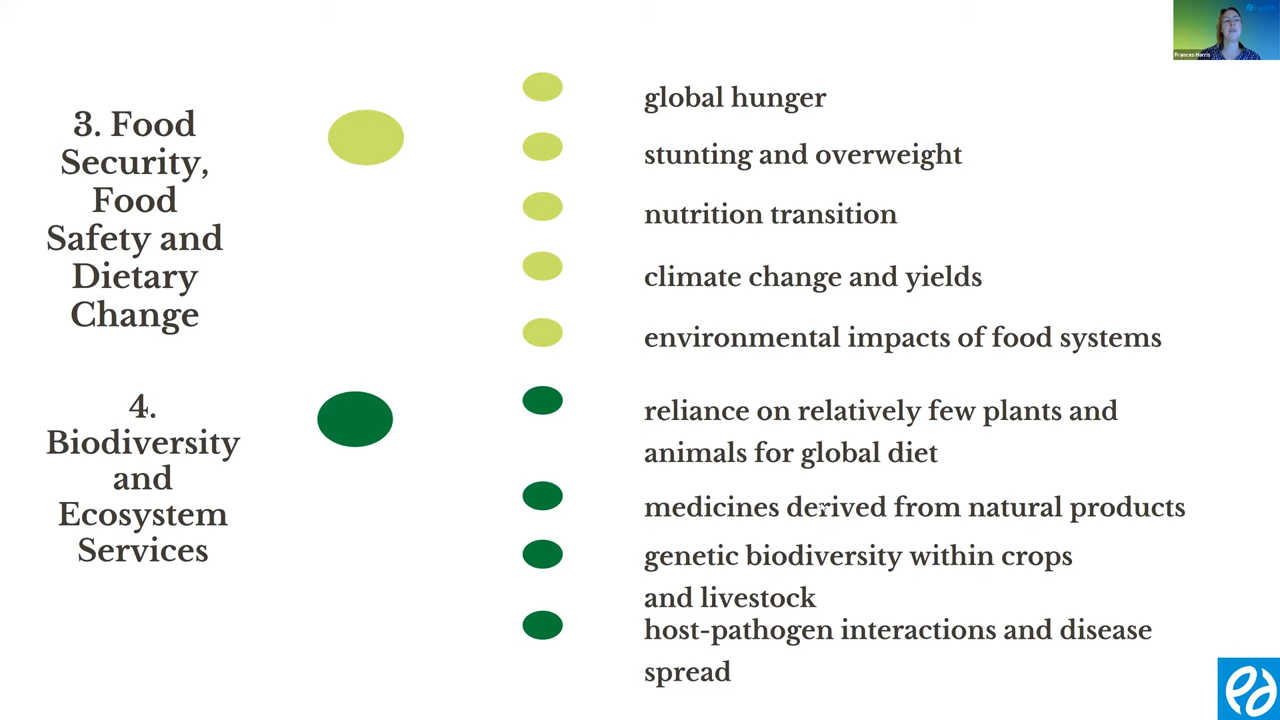 Frances Harris
3. Food
Security,
Food
Safety and
Dietary
Change
global hunger
stunting and overweight
nutrition transition
climate change and yields
environmental impacts of food systems
4.
Biodiversity
and
Ecosystem
Services
reliance on relatively few plants and
animals for global diet
medicines derived from natural products
genetic biodiversity within crops
and livestock
host-pathogen interactions and disease
spread